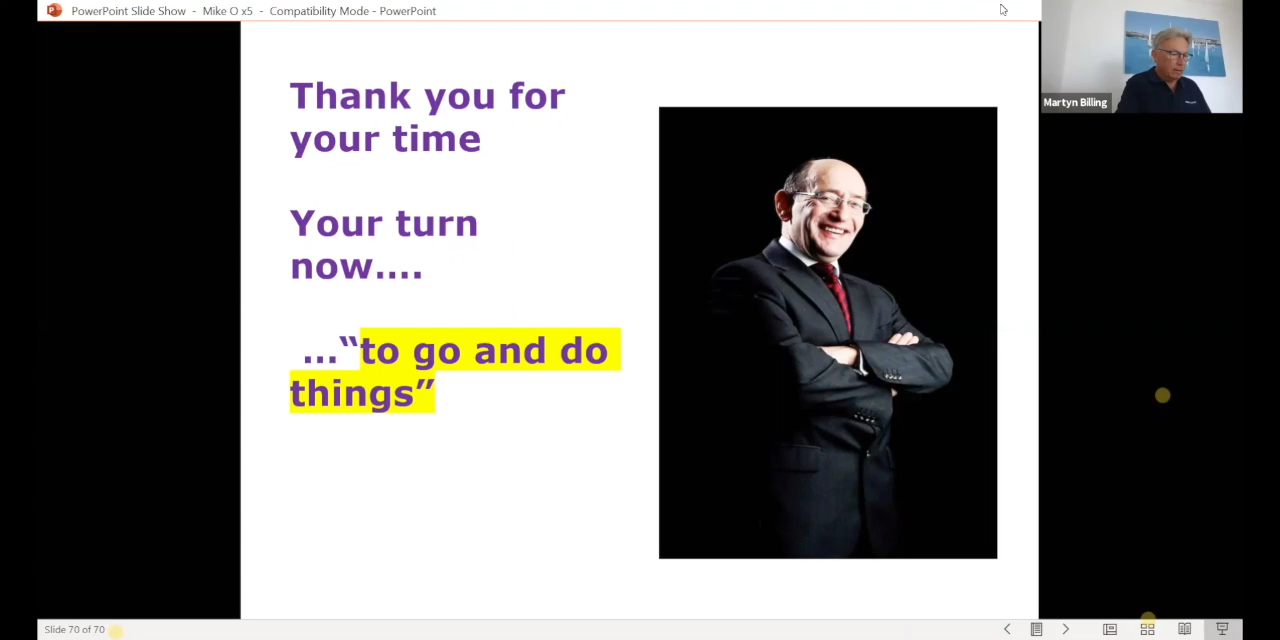 PowerPoint Slide Show - Mike O x5 - Compatibility Mode - PowerPoint
Martyn Billing
Thank you for
your time
Your turn
now....
...“to go and do
things”
Slide 70 of 70